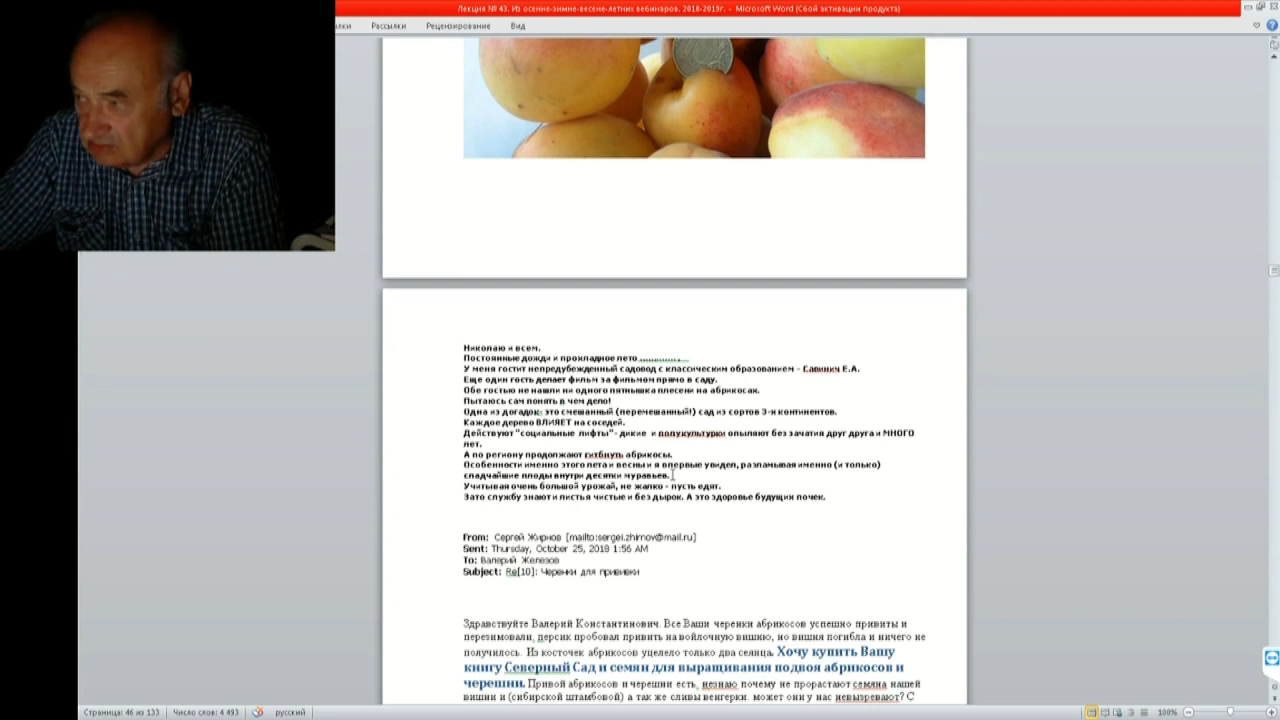 Лекция № 43. Из осенне-зимне-весене-летних вебинаров. 2018-2019г. - Microsoft Word (Сбой активации продукта)
лки Рассылки Рецензирование Вид
Николаю и всем.
Постоянные дожди и прохладное лето.............
У меня гостит непредубежденный садовод с классическим образованием - Савинич Е.А.
Еще один гость делает фильм за фильмом прямо в саду.
Обе гостью не нашли ни одного пятнышка плесени на абрикосах.
Пытаюсь сам понять в чем дело!
Одна из догадок: это смешанный (перемешанный!) сад из сортов 3-х континентов.
Каждое дерево ВЛИЯЕТ на соседей.
Действуют "социальные лифты"- дикие и полукультурки опыляют без зачатия друг друга и МНОГО
лет.
А по региону продолжают гитбнуть абрикосы.
Особенности именно этого лета и весны и я впервые увидел, разламывая именно (и только)
сладчайшие плоды внутри десятки муравьев.
Учитывая очень большой урожай, не жалко - пусть едят.
Зато службу знают и листья чистые и без дырок. А это здоровье будущих почек.
From: Сергей Жирнов [mailto:sergei.zhirnov@mail.ru]
Sent: Thursday, October 25, 2018 1:56 AM
To: Валерий Железов
Subject: Re[10]: Черенки для прививки
Здравствуйте Валерий Константинович. Все Ваши черенки абрикосов успешно привиты и
перезимовали, персик пробовал привить на войлочную вишню, но вишня погибла и ничего не
получилось. Из косточек абрикосов уцелело только два сеянца. Хочу купить Вашу
книгу Северный Сад и семян для выращивания подвоя абрикосов и
черешни. Привой абрикосов и черешни есть, незнаю почему не прорастают семяна нашей
вишни и (сибирской штамбовой) а так же сливы венгерки. может они у нас невызревают? С
Страница: 46 из 133 Число слов: 4 493 русский 100%